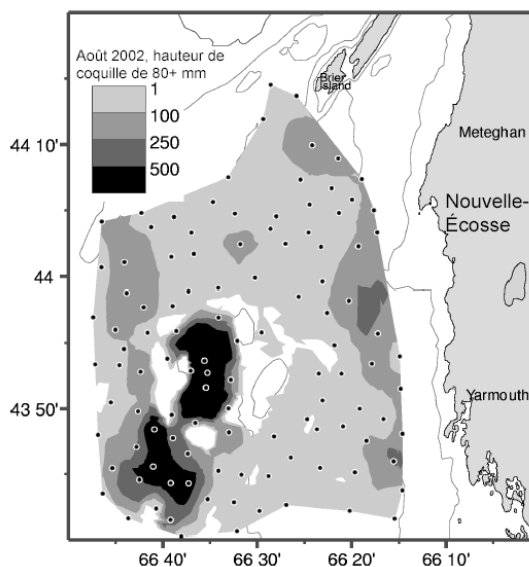 Août 2002, hauteur de
coquille de 80+ mm
1
100
250
500
Brier
Island
44 10'
Meteghan
Nouvelle-
Écosse
44
43 50'
Yarmouth
66 40'
66 30'
66 20'
66 10'